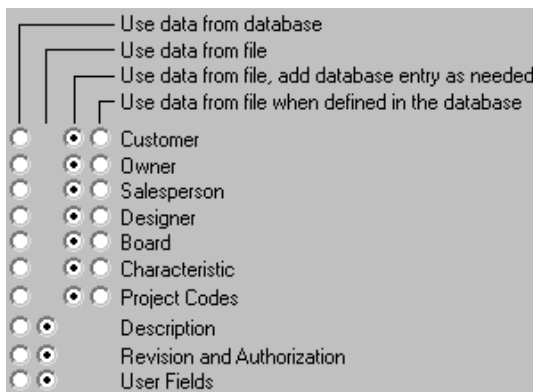 Use data from database
Use data from file
Use data from file, add database entry as needed
Use data from file when defined in the database
Customer
Owner
Salesperson
Designer
Board
Characteristic
Project Codes
Description
Revision and Authorization
User Fields